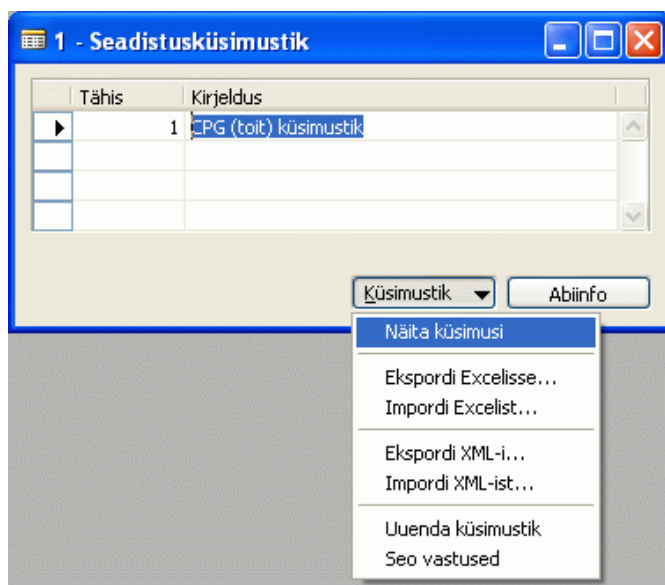 1 - Seadistusküsimustik
Tähis Kirjeldus
1 CPG (toit) küsimustik
Küsimustik Abiinfo
Näita küsimusi
Ekspordi Excelisse...
Impordi Excelist...
Ekspordi XML-i...
Impordi XML-ist...
Uuenda küsimustik
Seo vastused